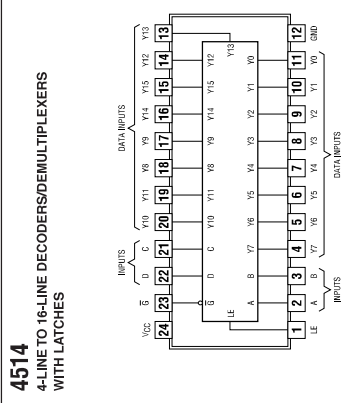 4514
4-LINE TO 16-LINE DECODERS/DEMULTIPLEXERS
WITH LATCHES
INPUTS DATA INPUTS
VCC G̅ D C Y10 Y11 Y8 Y9 Y14 Y15 Y12 Y13
24 23 22 21 20 19 18 17 16 15 14 13
G̅ D C Y10 Y11 Y8 Y9 Y14 Y15 Y12
LE Y13
A B Y7 Y6 Y5 Y4 Y3 Y2 Y1 Y0
1 2 3 4 5 6 7 8 9 10 11 12
LE A B Y7 Y6 Y5 Y4 Y3 Y2 Y1 Y0 GND
INPUTS DATA INPUTS